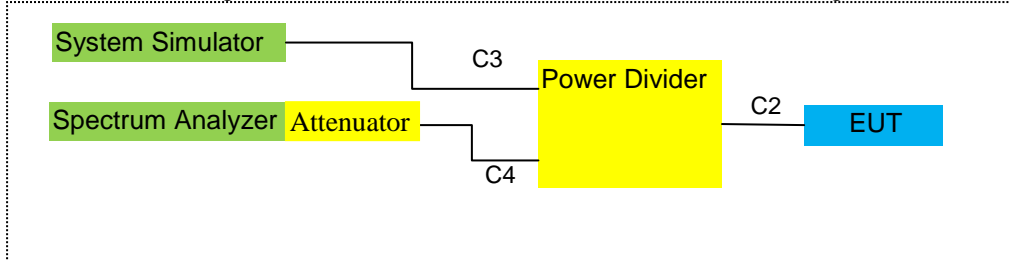 System Simulator
C3
Power Divider
C2
Spectrum Analyzer Attenuator
EUT
C4